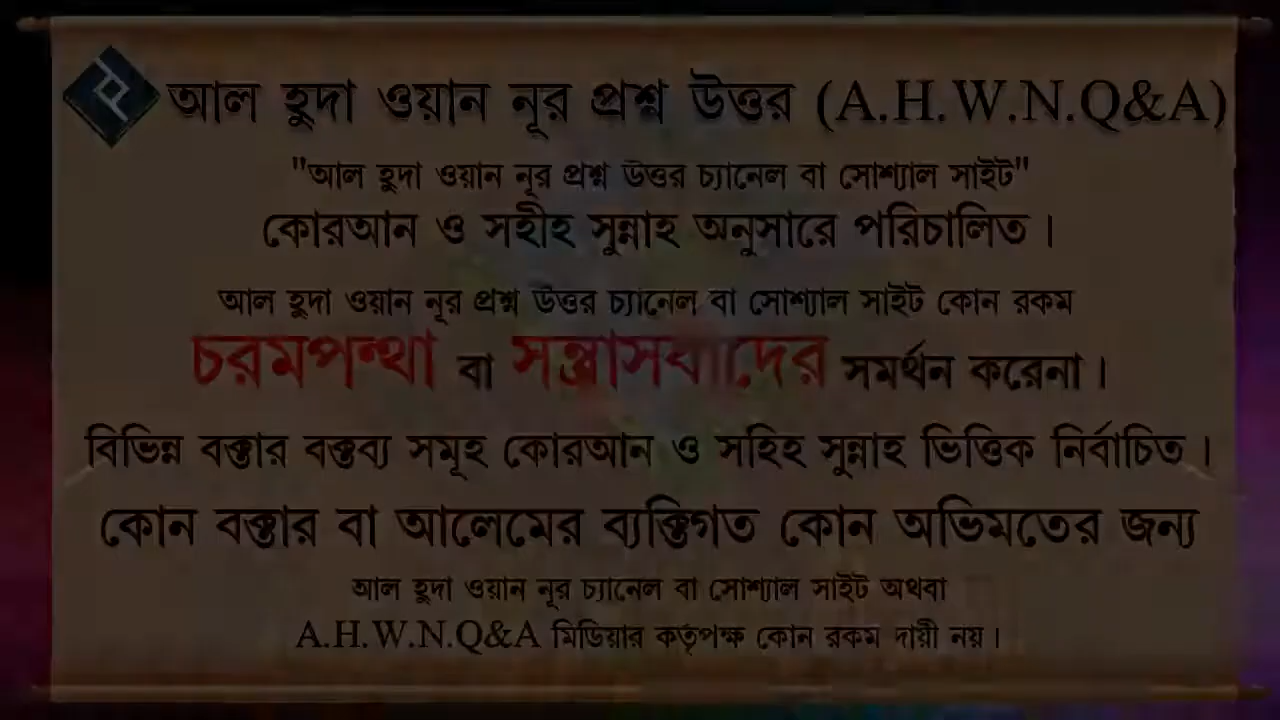 আল হুদা ওয়ান নূর প্রশ্ন উত্তর (A.H.W.N.Q&A)
"আল হুদা ওয়ান নূর প্রশ্ন উত্তর চ্যানেল বা সোশ্যাল সাইট"
কোরআন ও সহীহ সুন্নাহ অনুসারে পরিচালিত ।
আল হুদা ওয়ান নূর প্রশ্ন উত্তর চ্যানেল বা সোশ্যাল সাইট কোন রকম
চরমপন্থা বা সন্ত্রাসবাদের সমর্থন করেনা ।
বিভিন্ন বক্তার বক্তব্য সমূহ কোরআন ও সহিহ সুন্নাহ ভিত্তিক নির্বাচিত ।
কোন বক্তার বা আলেমের ব্যক্তিগত কোন অভিমতের জন্য
আল হুদা ওয়ান নূর চ্যানেল বা সোশ্যাল সাইট অথবা
A.H.W.N.Q&A মিডিয়ার কর্তৃপক্ষ কোন রকম দায়ী নয় ।